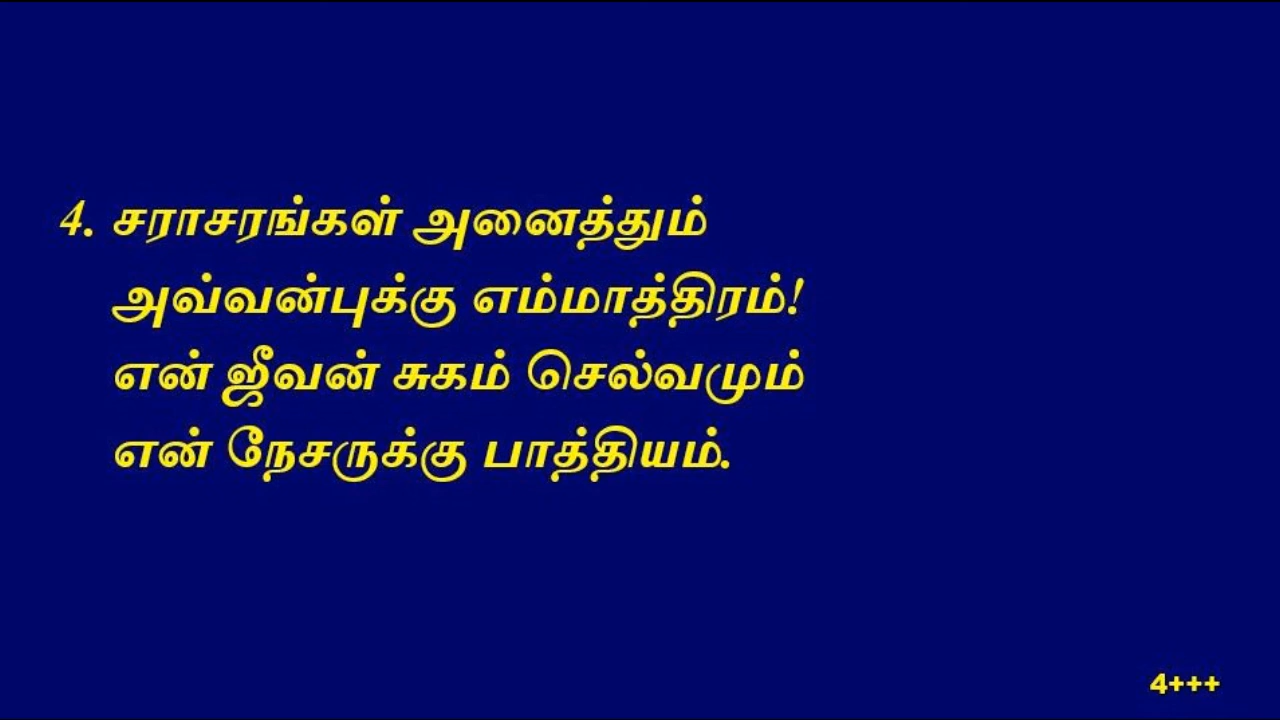 4. சராசரங்கள் அனைத்தும்
அவ்வன்புக்கு எம்மாத்திரம்!
என் ஜீவன் சுகம் செல்வமும்
என் நேசருக்கு பாத்தியம்.
4+++